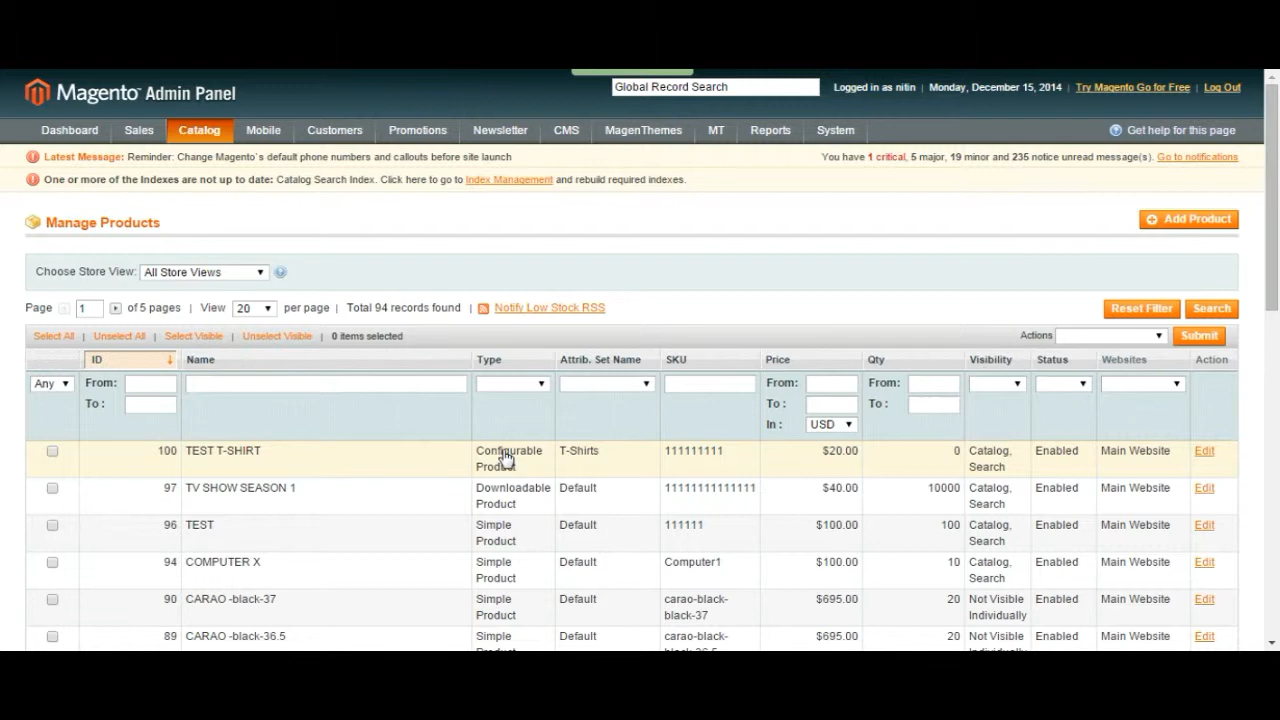 Magento Admin Panel
Global Record Search
Logged in as nitin | Monday, December 15, 2014 | Try Magento Go for Free | Log Out
Dashboard Sales Catalog Mobile Customers Promotions Newsletter CMS MagenThemes MT Reports System Get help for this page
Latest Message: Reminder: Change Magento`s default phone numbers and callouts before site launch You have 1 critical, 5 major, 19 minor and 235 notice unread message(s). Go to notifications
One or more of the Indexes are not up to date: Catalog Search Index. Click here to go to Index Management and rebuild required indexes.
Manage Products Add Product
Choose Store View: All Store Views
Page 1 of 5 pages | View 20 per page | Total 94 records found | Notify Low Stock RSS Reset Filter Search
Select All | Unselect All | Select Visible | Unselect Visible | 0 items selected Actions Submit
ID Name Type Attrib. Set Name SKU Price Qty Visibility Status Websites Action
Any From: From: From:
To : To : To :
In : USD
100 TEST T-SHIRT Configurable T-Shirts 111111111 $20.00 0 Catalog, Enabled Main Website Edit
Product Search
97 TV SHOW SEASON 1 Downloadable Default 11111111111111 $40.00 10000 Catalog, Enabled Main Website Edit
Product Search
96 TEST Simple Default 111111 $100.00 100 Catalog, Enabled Main Website Edit
Product Search
94 COMPUTER X Simple Default Computer1 $100.00 10 Catalog, Enabled Main Website Edit
Product Search
90 CARAO -black-37 Simple Default carao-black- $695.00 20 Not Visible Enabled Main Website Edit
Product black-37 Individually
89 CARAO -black-36.5 Simple Default carao-black- $695.00 20 Not Visible Enabled Main Website Edit